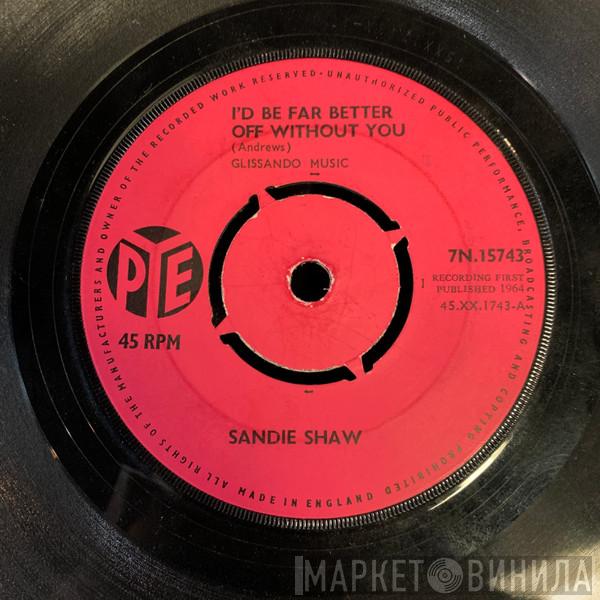 I'D BE FAR BETTER
OFF WITHOUT YOU
(Andrews)
GLISSANDO MUSIC
PYE
45 RPM
7N.15743
RECORDING FIRST
PUBLISHED 1964
45.XX.1743-A
I
SANDIE SHAW
ALL RIGHTS OF THE MANUFACTURERS AND OWNER OF THE RECORDED WORK RESERVED · UNAUTHORIZED PUBLIC PERFORMANCE, BROADCASTING AND COPYING PROHIBITED
MADE IN ENGLAND
МАРКЕТ ВИНИЛА